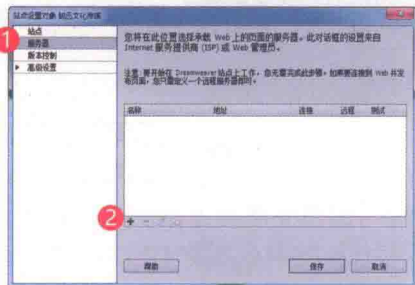 站点设置对象 灿吕文化传播
站点
服务器
版本控制
高级设置
您将在此位置选择承载 Web 上的页面的服务器。此对话框的设置来自
Internet 服务提供商 (ISP) 或 Web 管理员。
注意:要开始在 Dreamweaver 站点上工作，您无需完成此步骤。如果要连接到 Web 并发
布页面，您只需定义一个远程服务器即可。
名称 地址 连接 远程 测试
1
2
帮助 保存 取消